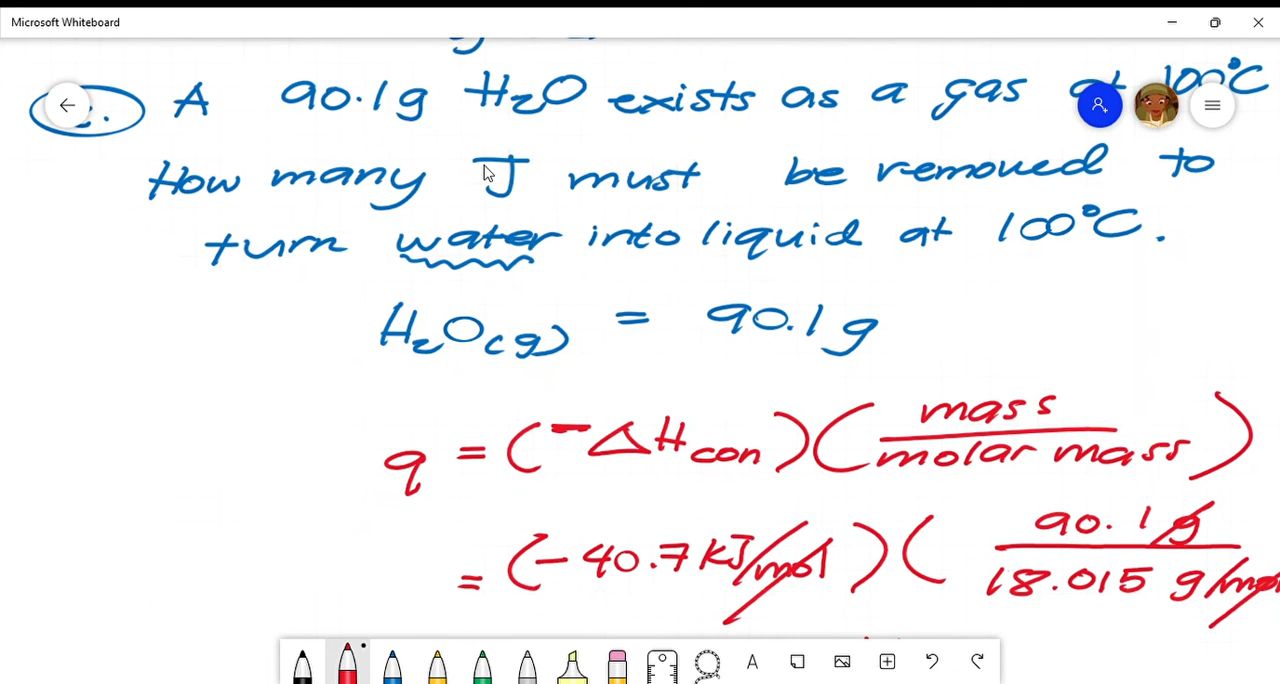 Microsoft Whiteboard
A 90.1g H₂O exists as a gas at 100°C
How many J must be removed to
turn water into liquid at 100°C.
H₂O(g) = 90.1g
q = (-ΔHcon)(mass/molar mass)
= (-40.7 kJ/mol)(90.1g/18.015 g/mol
A